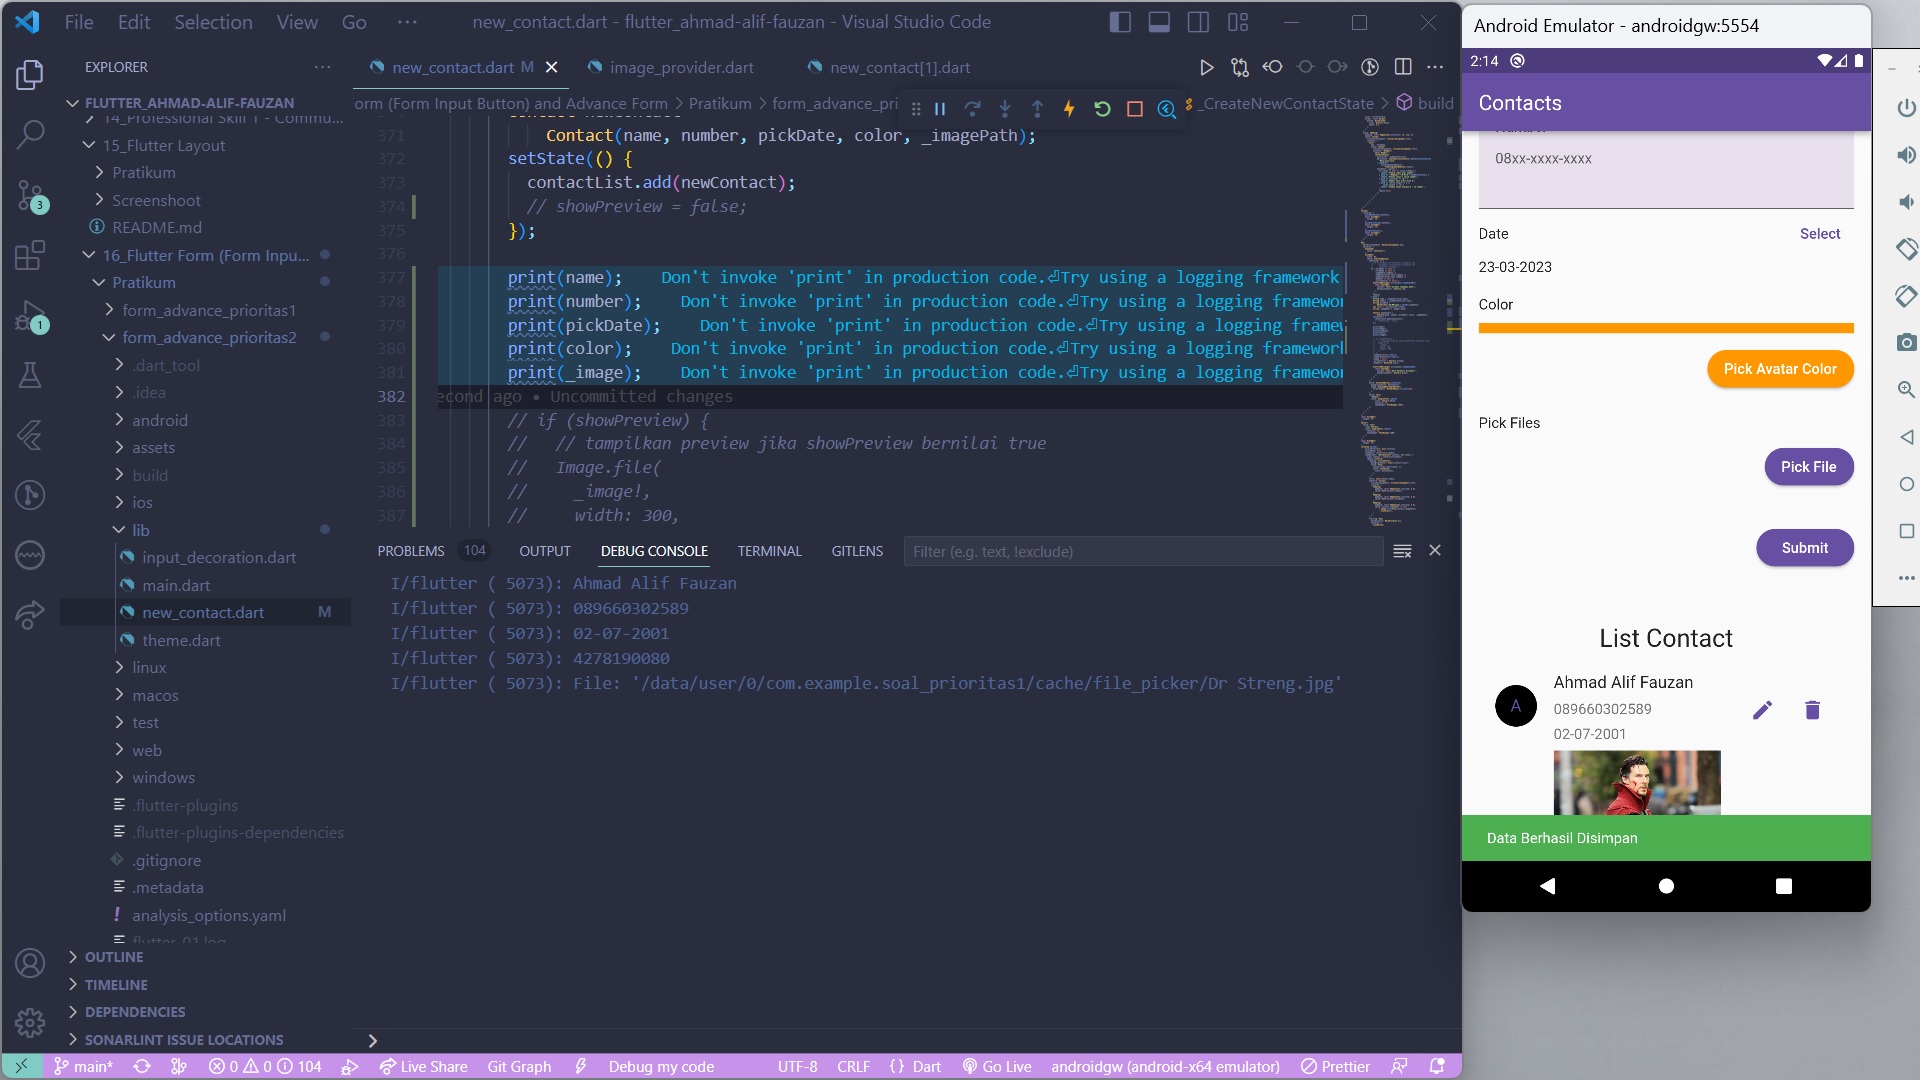 File Edit Selection View Go ··· new_contact.dart - flutter_ahmad-alif-fauzan - Visual Studio Code
EXPLORER ···
FLUTTER_AHMAD-ALIF-FAUZAN
14_Professional Skill 1 - Commu...
15_Flutter Layout
Pratikum
Screenshoot
README.md
16_Flutter Form (Form Inpu...
Pratikum
form_advance_prioritas1
form_advance_prioritas2
.dart_tool
.idea
android
assets
build
ios
lib
input_decoration.dart
main.dart
new_contact.dart M
theme.dart
linux
macos
test
web
windows
.flutter-plugins
.flutter-plugins-dependencies
.gitignore
.metadata
analysis_options.yaml
flutter_01.log
OUTLINE
TIMELINE
DEPENDENCIES
SONARLINT ISSUE LOCATIONS
3
1
new_contact.dart M image_provider.dart new_contact[1].dart
orm (Form Input Button) and Advance Form > Pratikum > form_advance_pri _CreateNewContactState > build
371 Contact(name, number, pickDate, color, _imagePath);
372 setState(() {
373 contactList.add(newContact);
374 // showPreview = false;
375 });
376
377 print(name); Don't invoke 'print' in production code.⏎Try using a logging framework
378 print(number); Don't invoke 'print' in production code.⏎Try using a logging framewor
379 print(pickDate); Don't invoke 'print' in production code.⏎Try using a logging framew
380 print(color); Don't invoke 'print' in production code.⏎Try using a logging framework
381 print(_image); Don't invoke 'print' in production code.⏎Try using a logging framewor
382 econd ago • Uncommitted changes
383 // if (showPreview) {
384 // // tampilkan preview jika showPreview bernilai true
385 // Image.file(
386 // _image!,
387 // width: 300,
PROBLEMS 104 OUTPUT DEBUG CONSOLE TERMINAL GITLENS Filter (e.g. text, !exclude)
I/flutter ( 5073): Ahmad Alif Fauzan
I/flutter ( 5073): 089660302589
I/flutter ( 5073): 02-07-2001
I/flutter ( 5073): 4278190080
I/flutter ( 5073): File: '/data/user/0/com.example.soal_prioritas1/cache/file_picker/Dr Streng.jpg'
main* 0 0 104 Live Share Git Graph Debug my code UTF-8 CRLF {} Dart Go Live androidgw (android-x64 emulator) Prettier
Android Emulator - androidgw:5554
2:14
Contacts
08xx-xxxx-xxxx
Date Select
23-03-2023
Color
Pick Avatar Color
Pick Files
Pick File
Submit
List Contact
A
Ahmad Alif Fauzan
089660302589
02-07-2001
Data Berhasil Disimpan